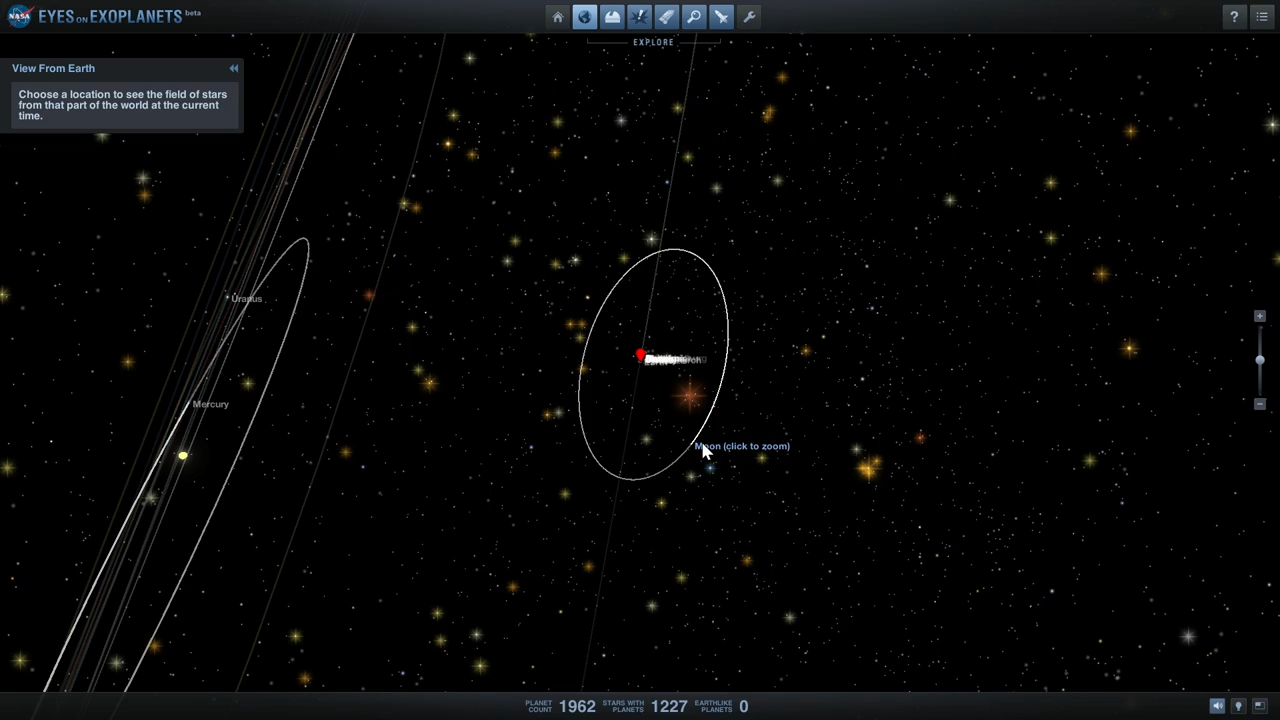 NASA
EYES ON EXOPLANETS beta
?
EXPLORE
View From Earth
Choose a location to see the field of stars
from that part of the world at the current
time.
Uranus
Mercury
Moon (click to zoom)
PLANET COUNT 1962 STARS WITH PLANETS 1227 EARTHLIKE PLANETS 0